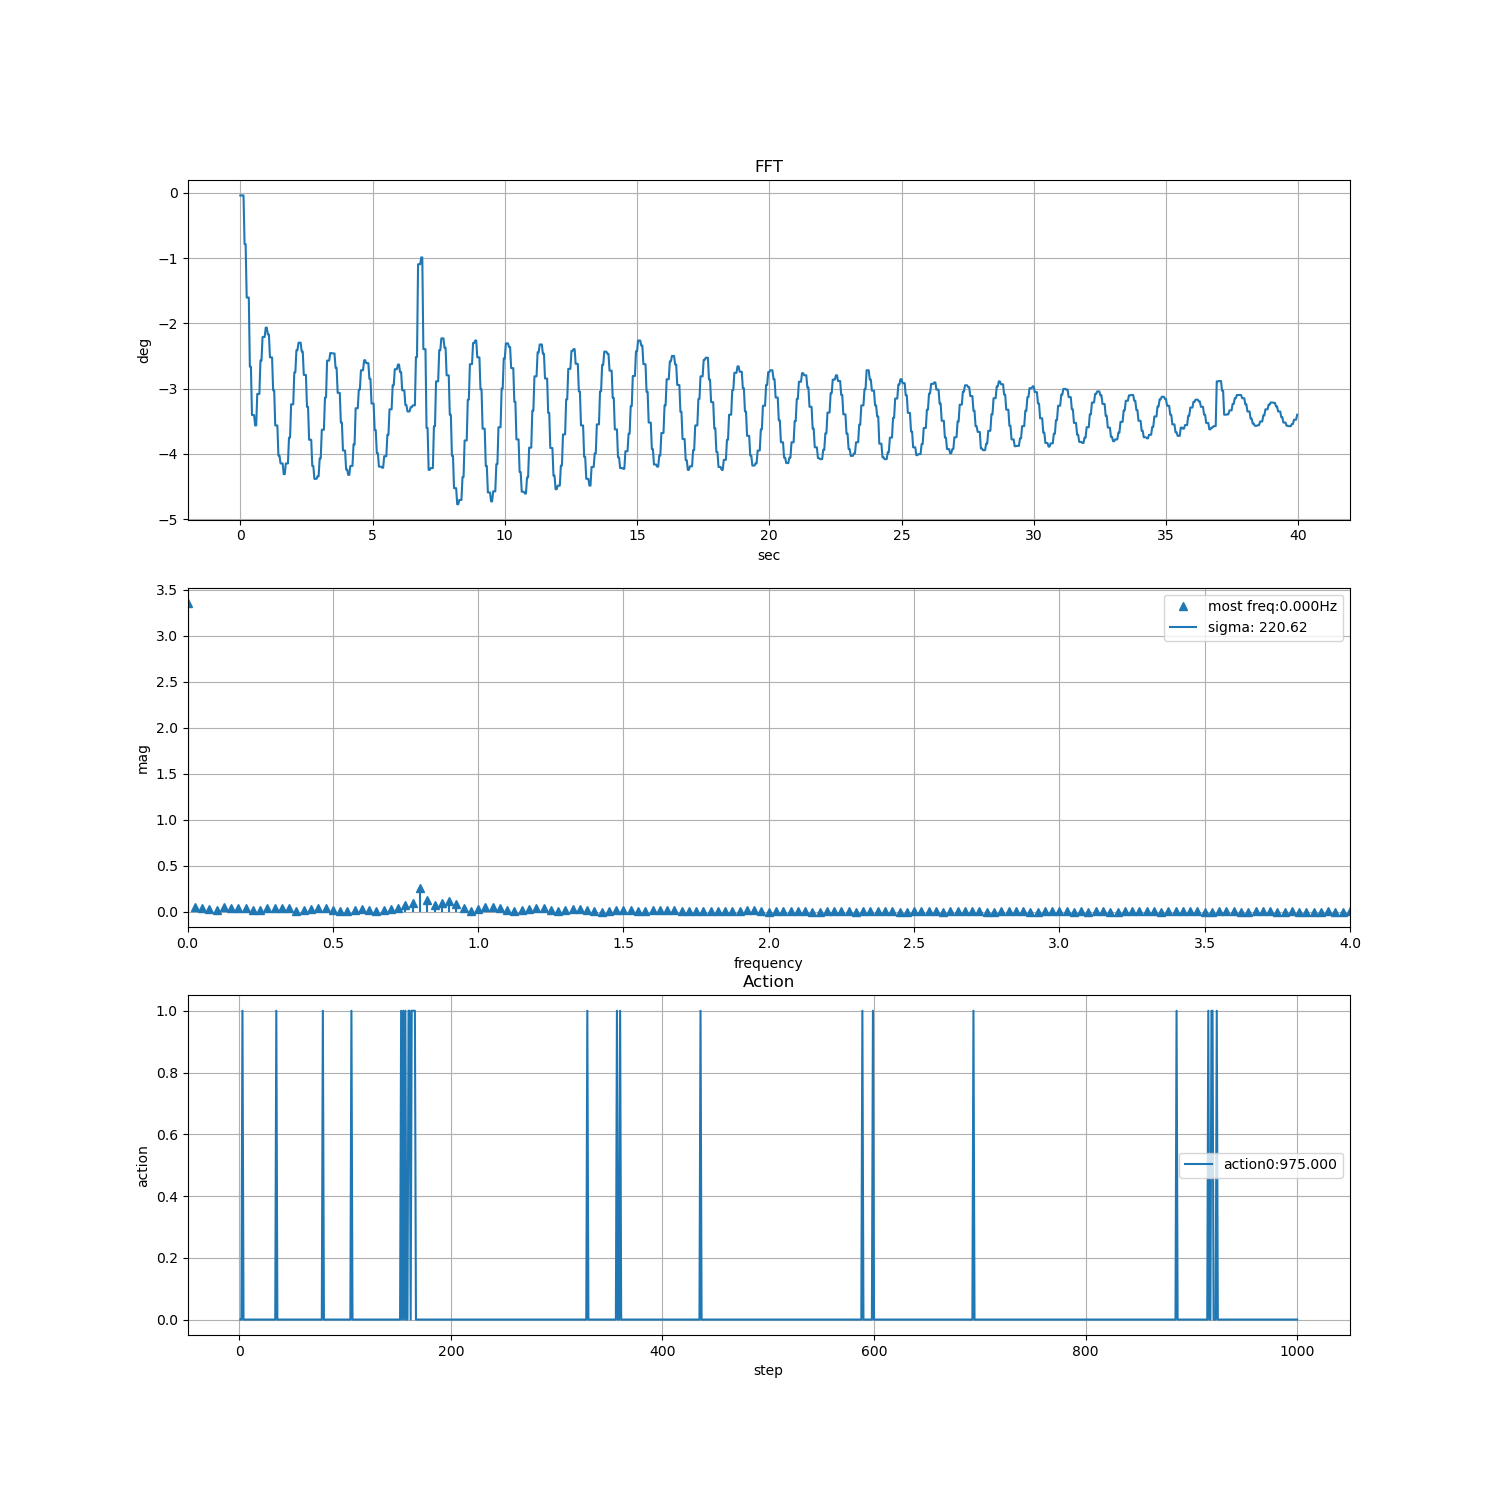 FFT
0
−1
−2
−3
−4
−5
deg
0 5 10 15 20 25 30 35 40
sec
3.5
3.0
2.5
2.0
1.5
1.0
0.5
0.0
mag
most freq:0.000Hz
sigma: 220.62
0.0 0.5 1.0 1.5 2.0 2.5 3.0 3.5 4.0
frequency
Action
1.0
0.8
0.6
0.4
0.2
0.0
action
action0:975.000
0 200 400 600 800 1000
step